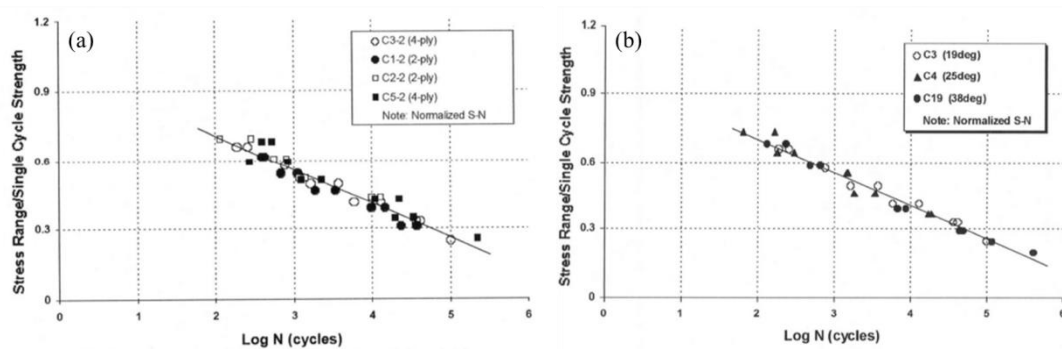 (a)
C3-2 (4-ply)
C1-2 (2-ply)
C2-2 (2-ply)
C5-2 (4-ply)
Note: Normalized S-N
Stress Range/Single Cycle Strength
1.2
0.9
0.6
0.3
0
0 1 2 3 4 5 6
Log N (cycles)
(b)
C3 (19deg)
C4 (25deg)
C19 (38deg)
Note: Normalized S-N
Stress Range/Single Cycle Strength
1.2
0.9
0.6
0.3
0
0 1 2 3 4 5 6
Log N (cycles)